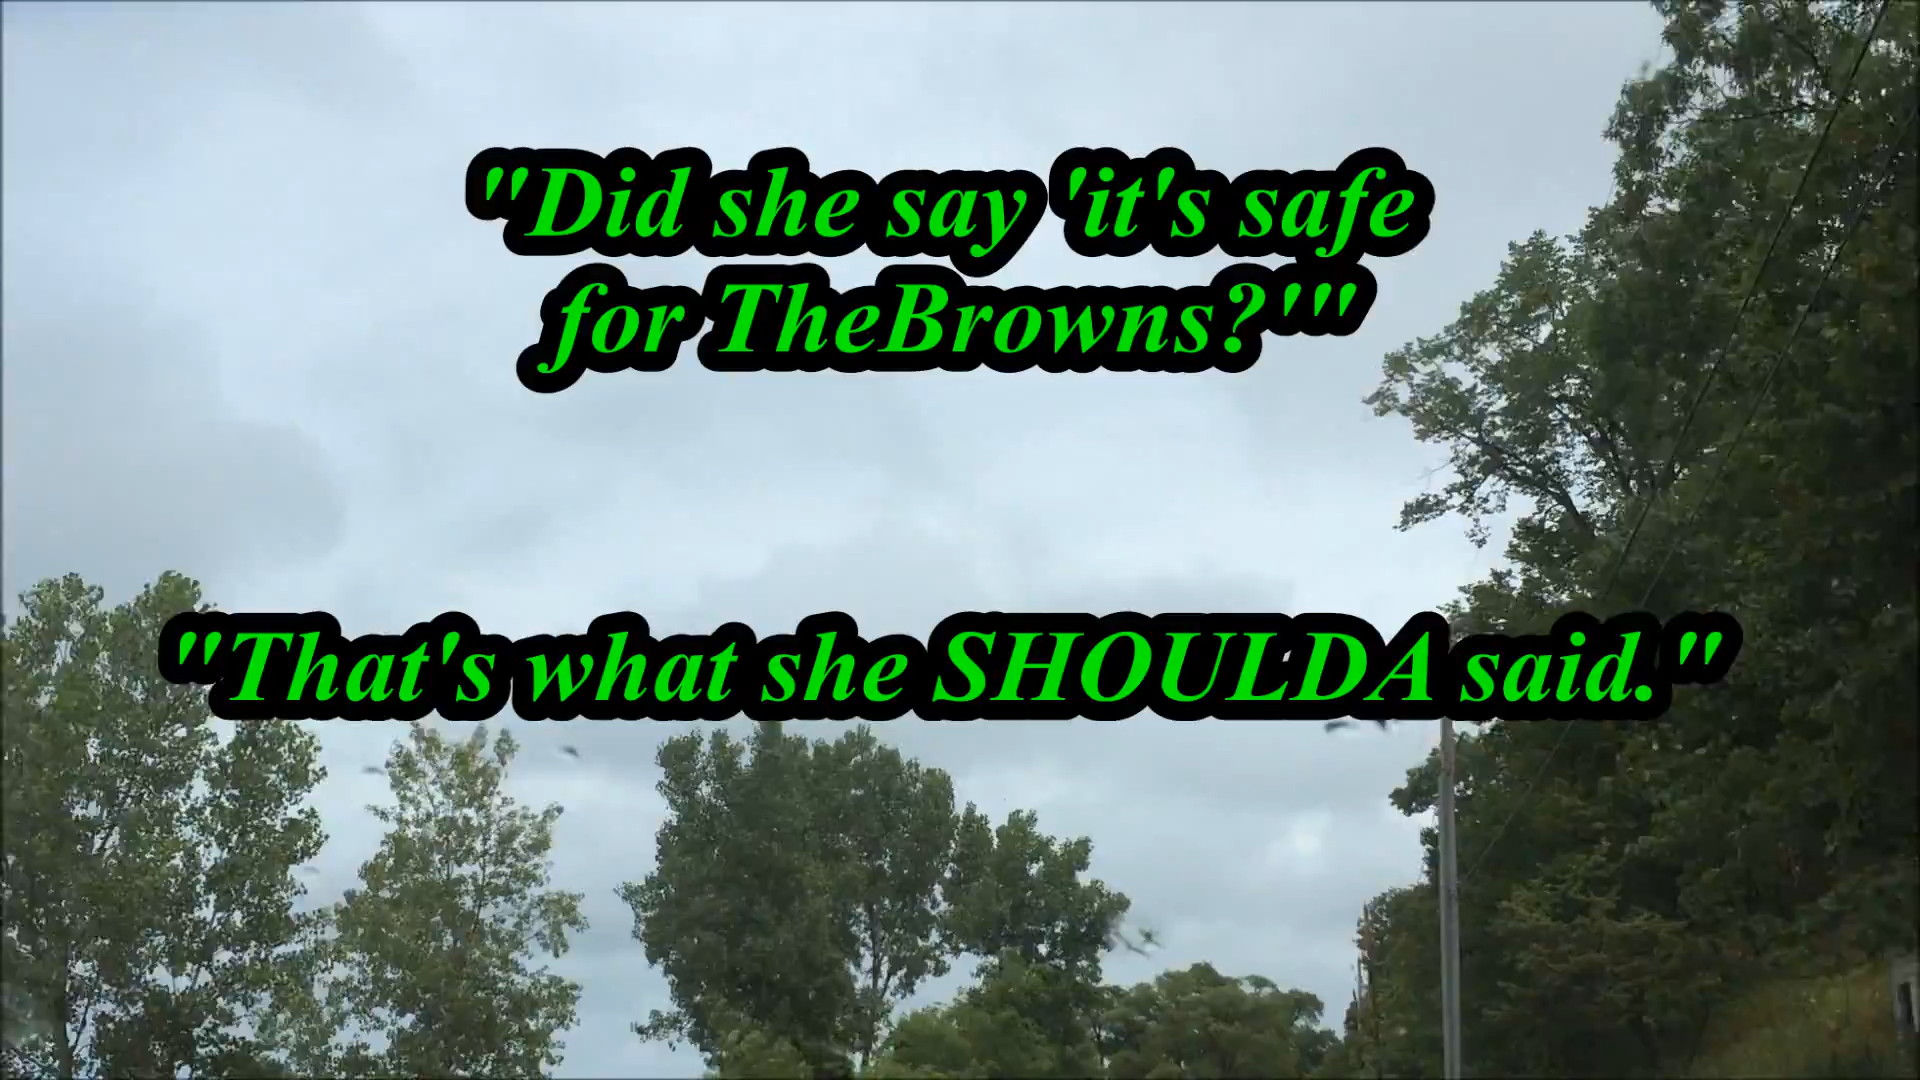 "Did she say 'it's safe
for TheBrowns?'"
"That's what she SHOULDA said."